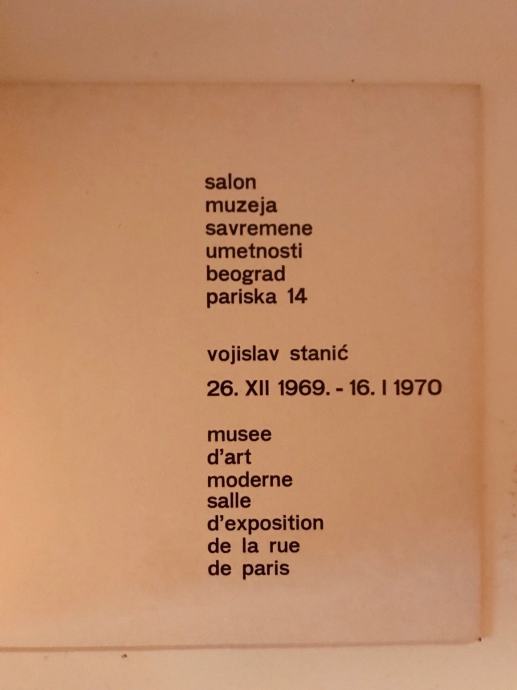 salon
muzeja
savremene
umetnosti
beograd
pariska 14
vojislav stanić
26. XII 1969. - 16. I 1970
musee
d'art
moderne
salle
d'exposition
de la rue
de paris